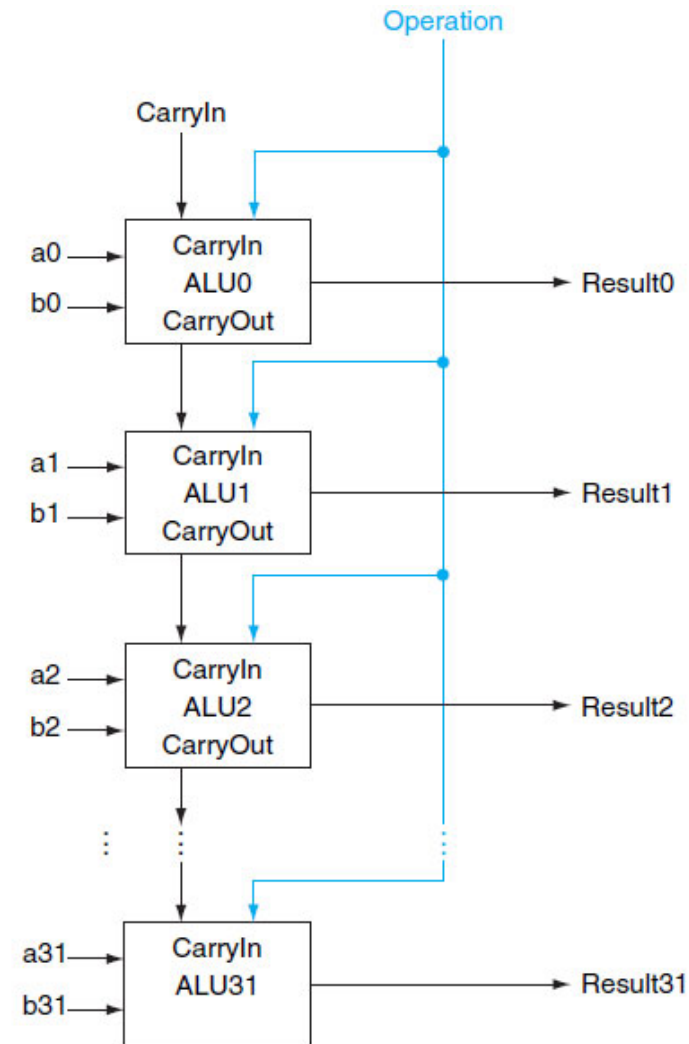 Operation
CarryIn
a0
b0
CarryIn
ALU0
CarryOut
Result0
a1
b1
CarryIn
ALU1
CarryOut
Result1
a2
b2
CarryIn
ALU2
CarryOut
Result2
a31
b31
CarryIn
ALU31
Result31